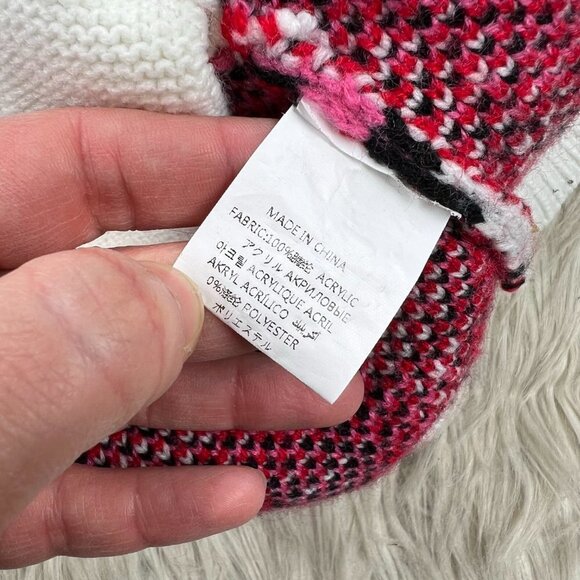 MADE IN CHINA
FABRIC:100% ACRYLIC
アクリル АКРИЛОВЫЕ
아크릴 ACRYLIQUE ACRIL
AKRYL ACRILICO اكريليك
0% POLYESTER
ポリエステル